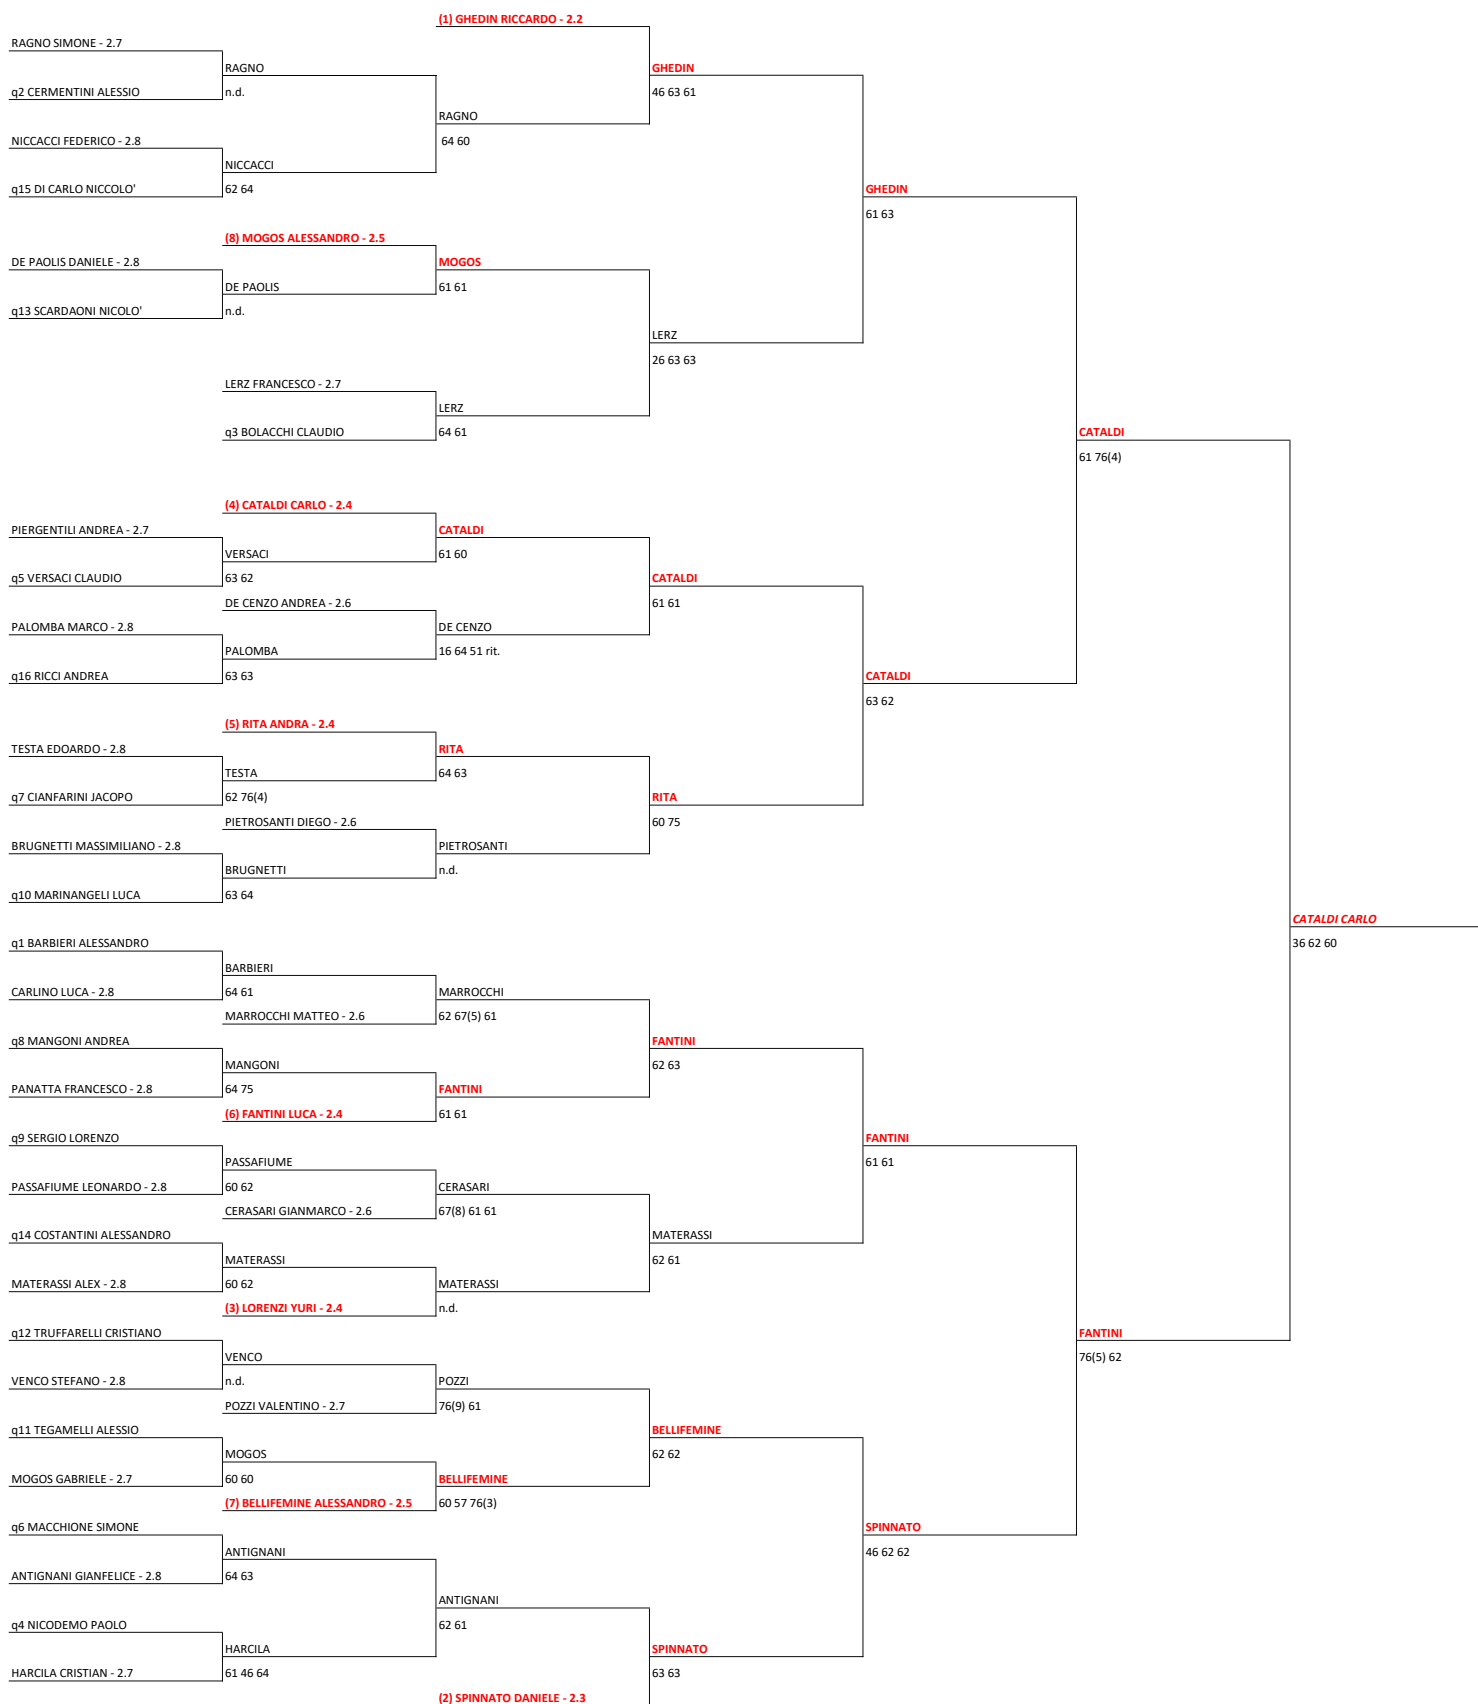 (1) GHEDIN RICCARDO - 2.2
RAGNO SIMONE - 2.7
RAGNO
GHEDIN
q2 CERMENTINI ALESSIO
n.d.
46 63 61
RAGNO
NICCACCI FEDERICO - 2.8
64 60
NICCACCI
q15 DI CARLO NICCOLO'
62 64
GHEDIN
61 63
(8) MOGOS ALESSANDRO - 2.5
DE PAOLIS DANIELE - 2.8
MOGOS
DE PAOLIS
61 61
q13 SCARDAONI NICOLO'
n.d.
LERZ
26 63 63
LERZ FRANCESCO - 2.7
LERZ
q3 BOLACCHI CLAUDIO
64 61
CATALDI
61 76(4)
(4) CATALDI CARLO - 2.4
PIERGENTILI ANDREA - 2.7
CATALDI
VERSACI
61 60
q5 VERSACI CLAUDIO
63 62
CATALDI
DE CENZO ANDREA - 2.6
61 61
PALOMBA MARCO - 2.8
DE CENZO
PALOMBA
16 64 51 rit.
q16 RICCI ANDREA
63 63
CATALDI
63 62
(5) RITA ANDRA - 2.4
TESTA EDOARDO - 2.8
RITA
TESTA
64 63
q7 CIANFARINI JACOPO
62 76(4)
RITA
PIETROSANTI DIEGO - 2.6
60 75
BRUGNETTI MASSIMILIANO - 2.8
PIETROSANTI
BRUGNETTI
n.d.
q10 MARINANGELI LUCA
63 64
CATALDI CARLO
36 62 60
q1 BARBIERI ALESSANDRO
BARBIERI
CARLINO LUCA - 2.8
64 61
MARROCCHI
MARROCCHI MATTEO - 2.6
62 67(5) 61
q8 MANGONI ANDREA
FANTINI
MANGONI
62 63
PANATTA FRANCESCO - 2.8
64 75
FANTINI
(6) FANTINI LUCA - 2.4
61 61
q9 SERGIO LORENZO
FANTINI
PASSAFIUME
61 61
PASSAFIUME LEONARDO - 2.8
60 62
CERASARI
CERASARI GIANMARCO - 2.6
67(8) 61 61
q14 COSTANTINI ALESSANDRO
MATERASSI
MATERASSI
62 61
MATERASSI ALEX - 2.8
60 62
MATERASSI
(3) LORENZI YURI - 2.4
n.d.
q12 TRUFFARELLI CRISTIANO
FANTINI
VENCO
76(5) 62
VENCO STEFANO - 2.8
n.d.
POZZI
POZZI VALENTINO - 2.7
76(9) 61
q11 TEGAMELLI ALESSIO
BELLIFEMINE
MOGOS
62 62
MOGOS GABRIELE - 2.7
60 60
BELLIFEMINE
(7) BELLIFEMINE ALESSANDRO - 2.5
60 57 76(3)
q6 MACCHIONE SIMONE
SPINNATO
ANTIGNANI
46 62 62
ANTIGNANI GIANFELICE - 2.8
64 63
ANTIGNANI
q4 NICODEMO PAOLO
62 61
HARCILA
SPINNATO
HARCILA CRISTIAN - 2.7
61 46 64
63 63
(2) SPINNATO DANIELE - 2.3